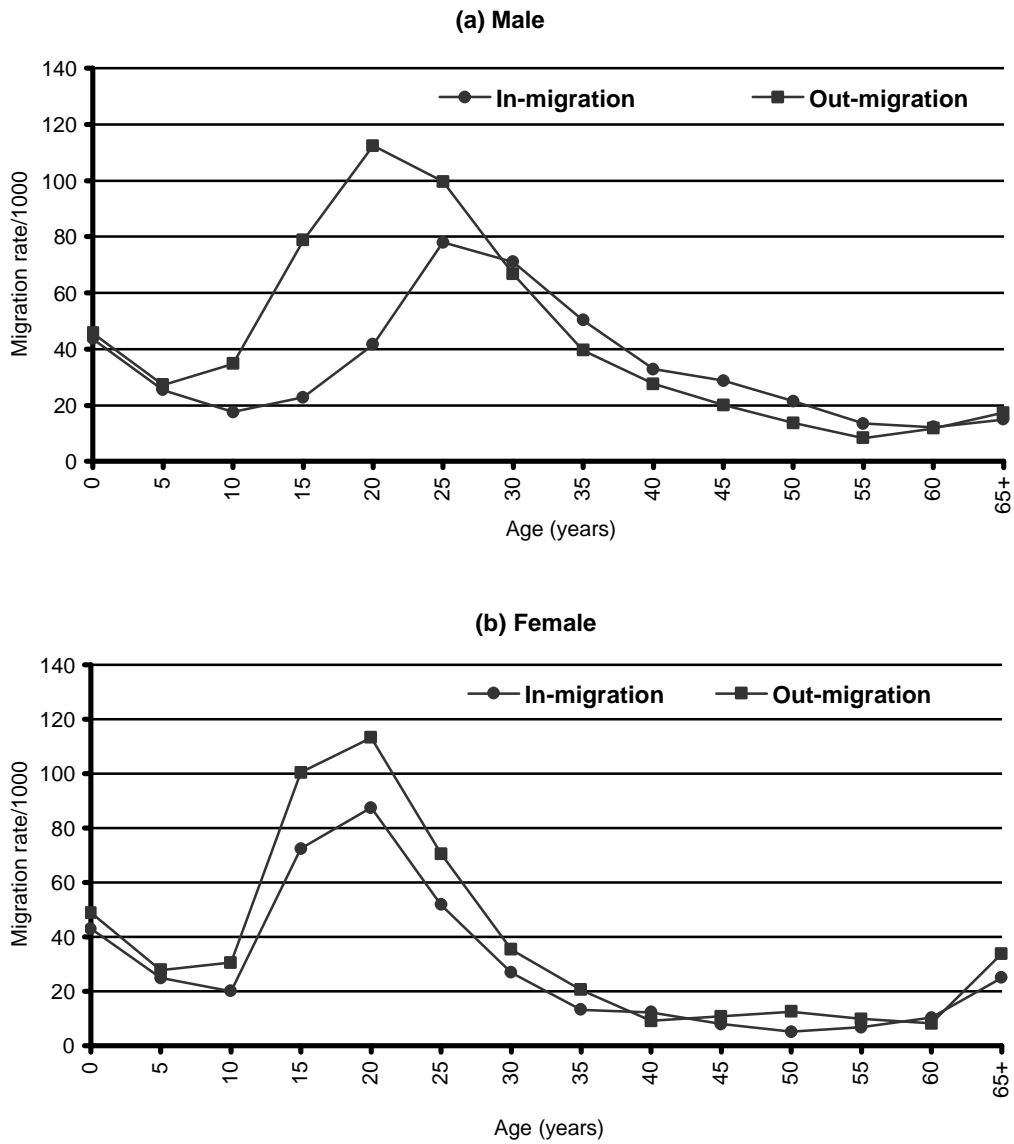 (a) Male
140
In-migration Out-migration
120
100
80
60
40
20
0
Migration rate/1000
0 5 10 15 20 25 30 35 40 45 50 55 60 65+
Age (years)
(b) Female
140
In-migration Out-migration
120
100
80
60
40
20
0
Migration rate/1000
0 5 10 15 20 25 30 35 40 45 50 55 60 65+
Age (years)